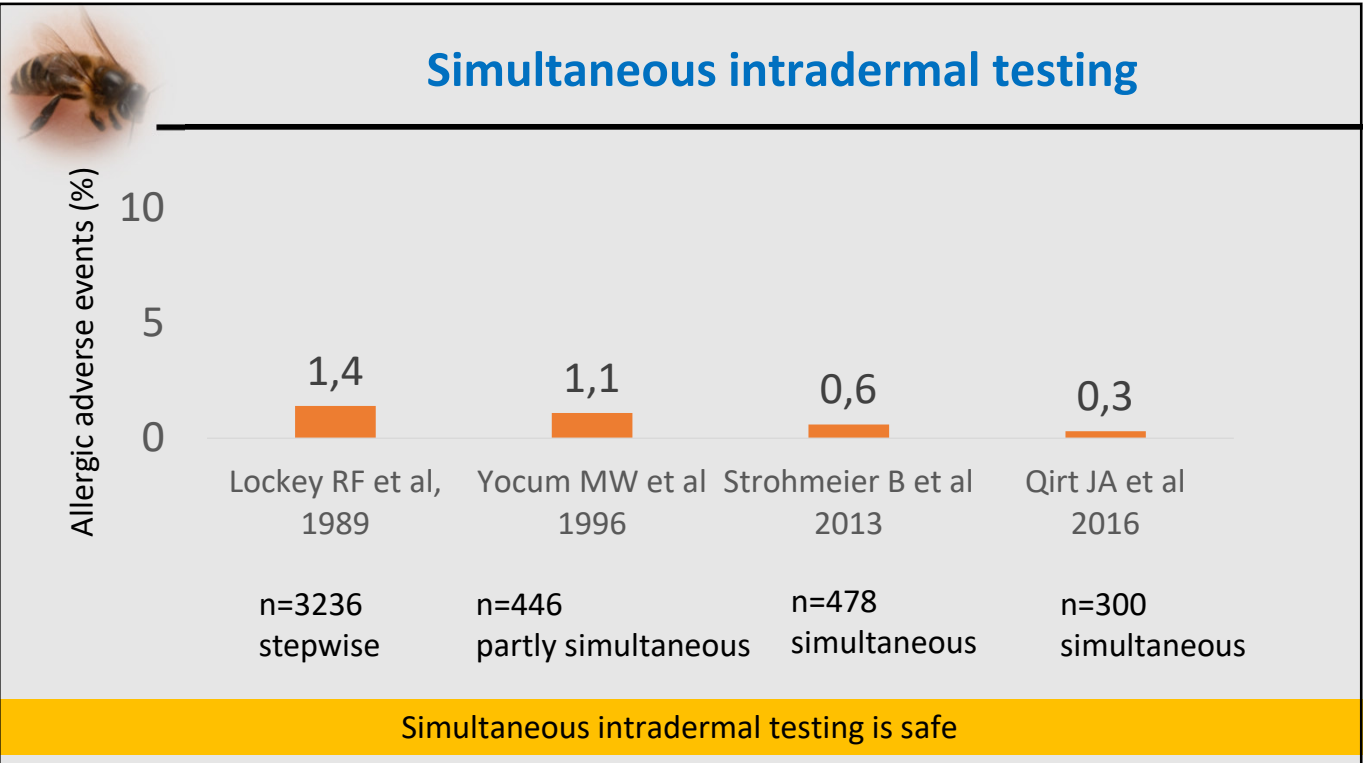 Simultaneous intradermal testing
Allergic adverse events (%)
10
5
0
1,4
1,1
0,6
0,3
Lockey RF et al,
1989
Yocum MW et al
1996
Strohmeier B et al
2013
Qirt JA et al
2016
n=3236
stepwise
n=446
partly simultaneous
n=478
simultaneous
n=300
simultaneous
Simultaneous intradermal testing is safe